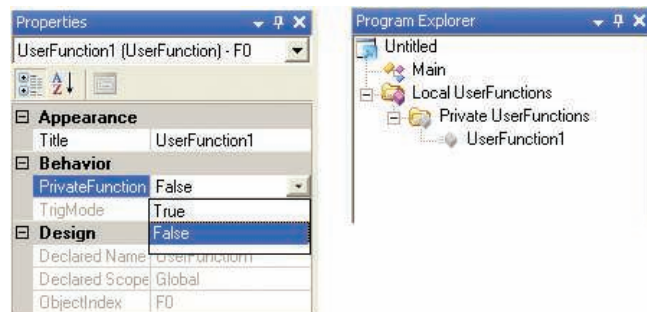 Properties
UserFunction1 (UserFunction) - F0
A
Z
Appearance
Title UserFunction1
Behavior
PrivateFunction False
TrigMode True
False
Design
Declared Name UserFunction1
Declared Scope Global
ObjectIndex F0
Program Explorer
Untitled
Main
Local UserFunctions
Private UserFunctions
UserFunction1